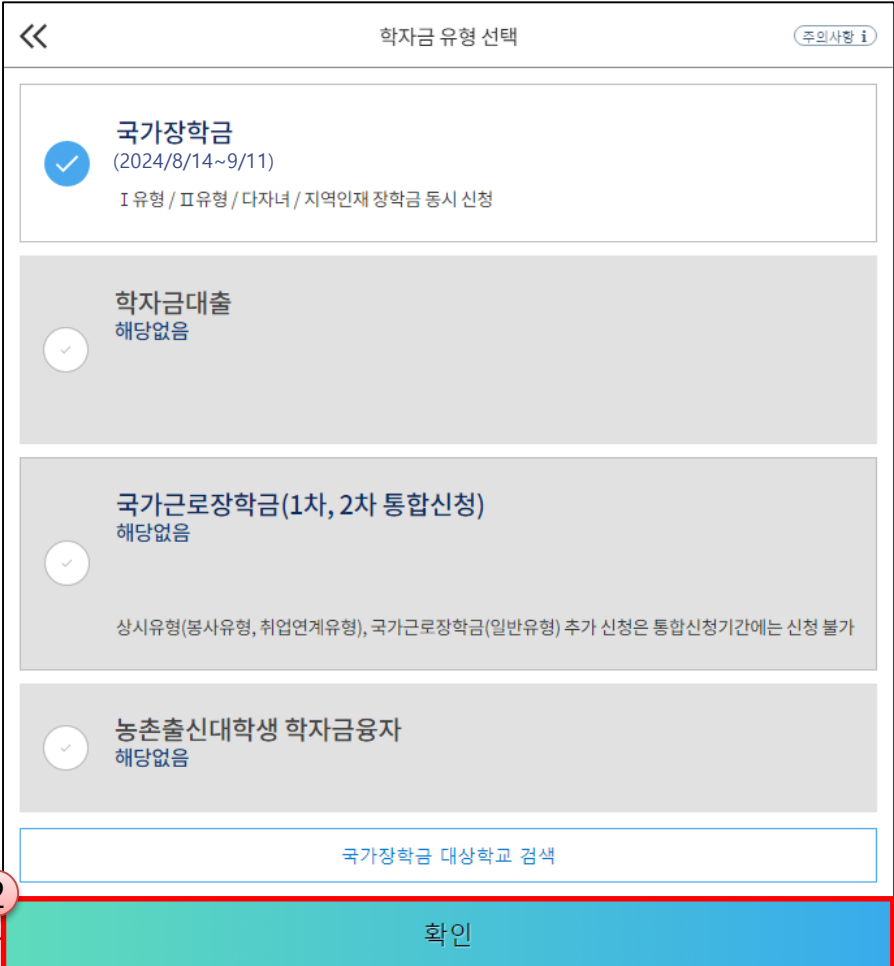 학자금 유형 선택
주의사항 i
국가장학금
(2024/8/14~9/11)
Ⅰ유형 / Ⅱ유형 / 다자녀 / 지역인재 장학금 동시 신청
학자금대출
해당없음
국가근로장학금(1차, 2차 통합신청)
해당없음
상시유형(봉사유형, 취업연계유형), 국가근로장학금(일반유형) 추가 신청은 통합신청기간에는 신청 불가
농촌출신대학생 학자금융자
해당없음
국가장학금 대상학교 검색
2
확인